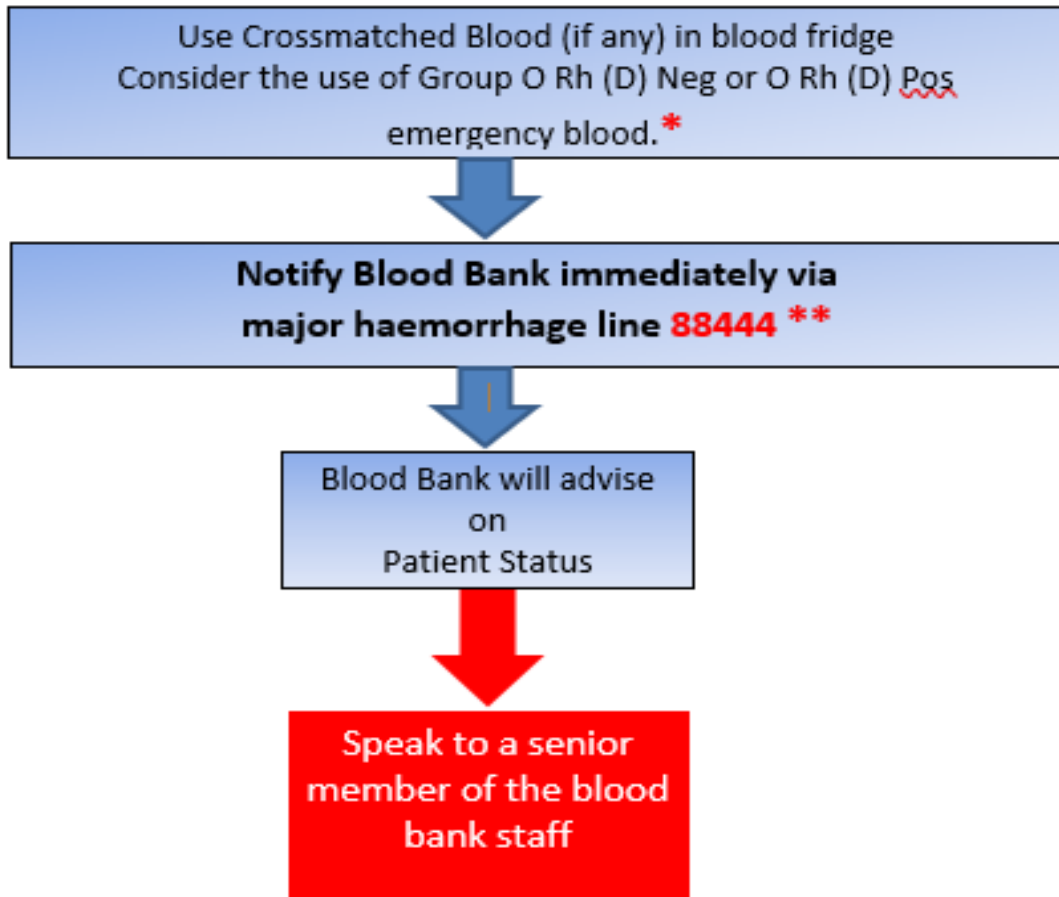 Use Crossmatched Blood (if any) in blood fridge
Consider the use of Group O Rh (D) Neg or O Rh (D) Pos
emergency blood.*
Notify Blood Bank immediately via
major haemorrhage line 88444 **
Blood Bank will advise
on
Patient Status
Speak to a senior
member of the blood
bank staff